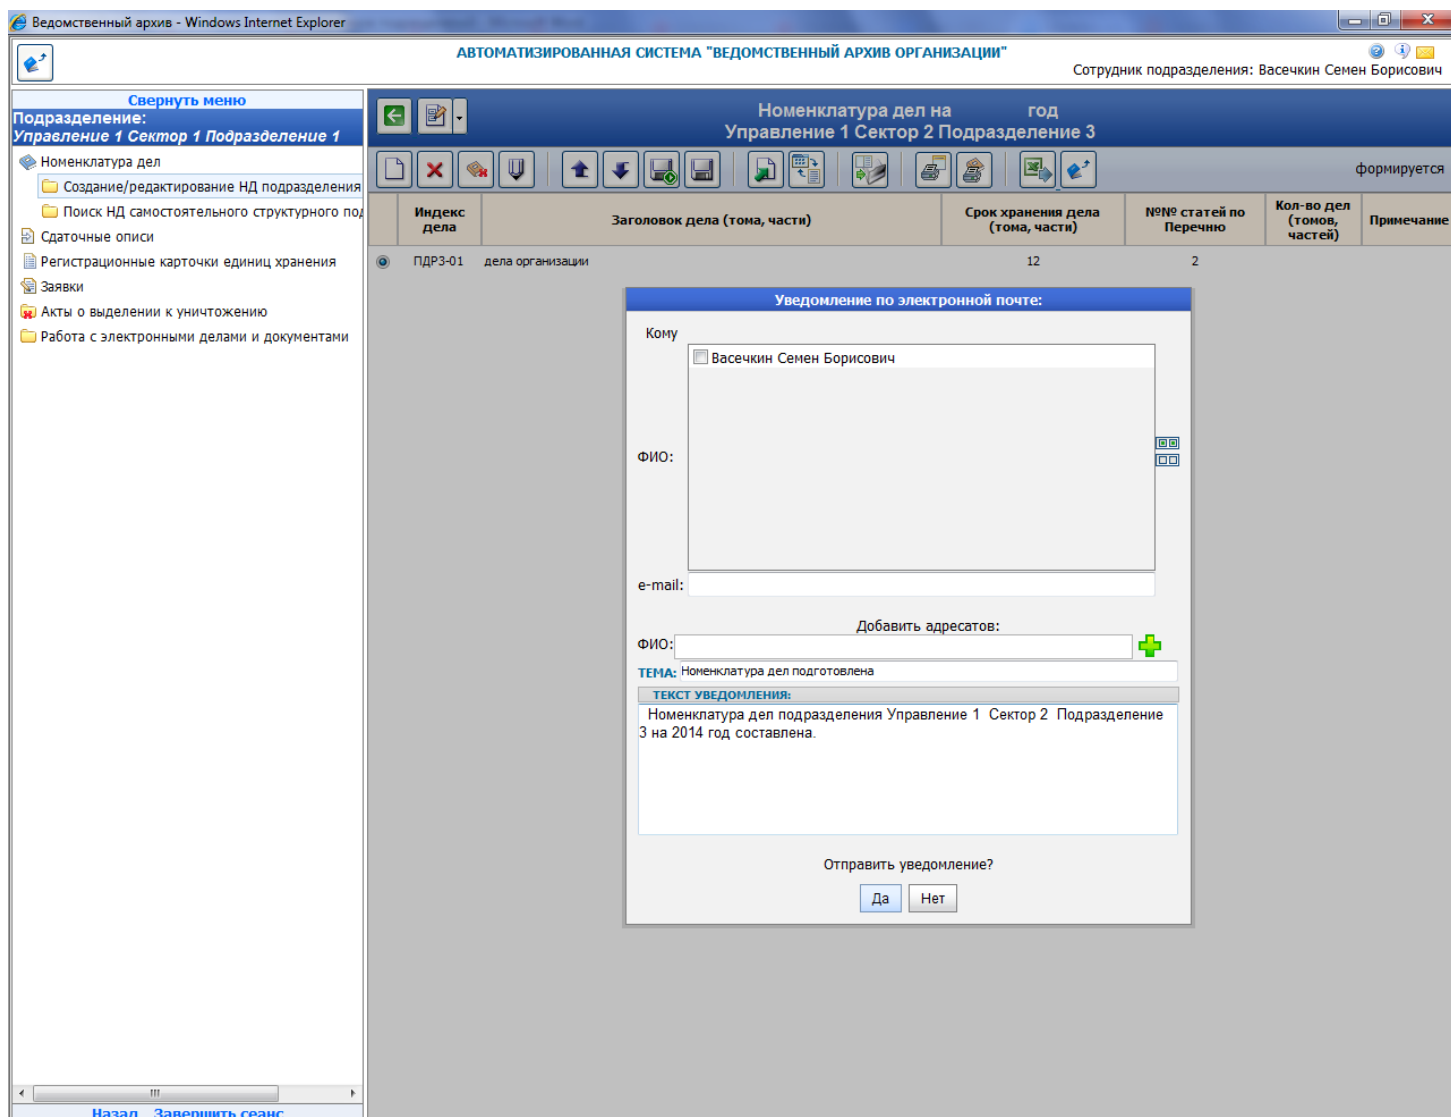 Ведомственный архив - Windows Internet Explorer
АВТОМАТИЗИРОВАННАЯ СИСТЕМА "ВЕДОМСТВЕННЫЙ АРХИВ ОРГАНИЗАЦИИ"
Сотрудник подразделения: Васечкин Семен Борисович
Свернуть меню
Подразделение:
Управление 1 Сектор 1 Подразделение 1
Номенклатура дел
Создание/редактирование НД подразделения
Поиск НД самостоятельного структурного под
Сдаточные описи
Регистрационные карточки единиц хранения
Заявки
Акты о выделении к уничтожению
Работа с электронными делами и документами
Назад Завершить сеанс
Номенклатура дел на год
Управление 1 Сектор 2 Подразделение 3
формируется
Индекс дела
Заголовок дела (тома, части)
Срок хранения дела (тома, части)
№№ статей по Перечню
Кол-во дел (томов, частей)
Примечание
ПДР3-01 дела организации 12 2
Уведомление по электронной почте:
Кому
Васечкин Семен Борисович
ФИО:
e-mail:
Добавить адресатов:
ФИО:
ТЕМА: Номенклатура дел подготовлена
ТЕКСТ УВЕДОМЛЕНИЯ:
Номенклатура дел подразделения Управление 1 Сектор 2 Подразделение
3 на 2014 год составлена.
Отправить уведомление?
Да Нет